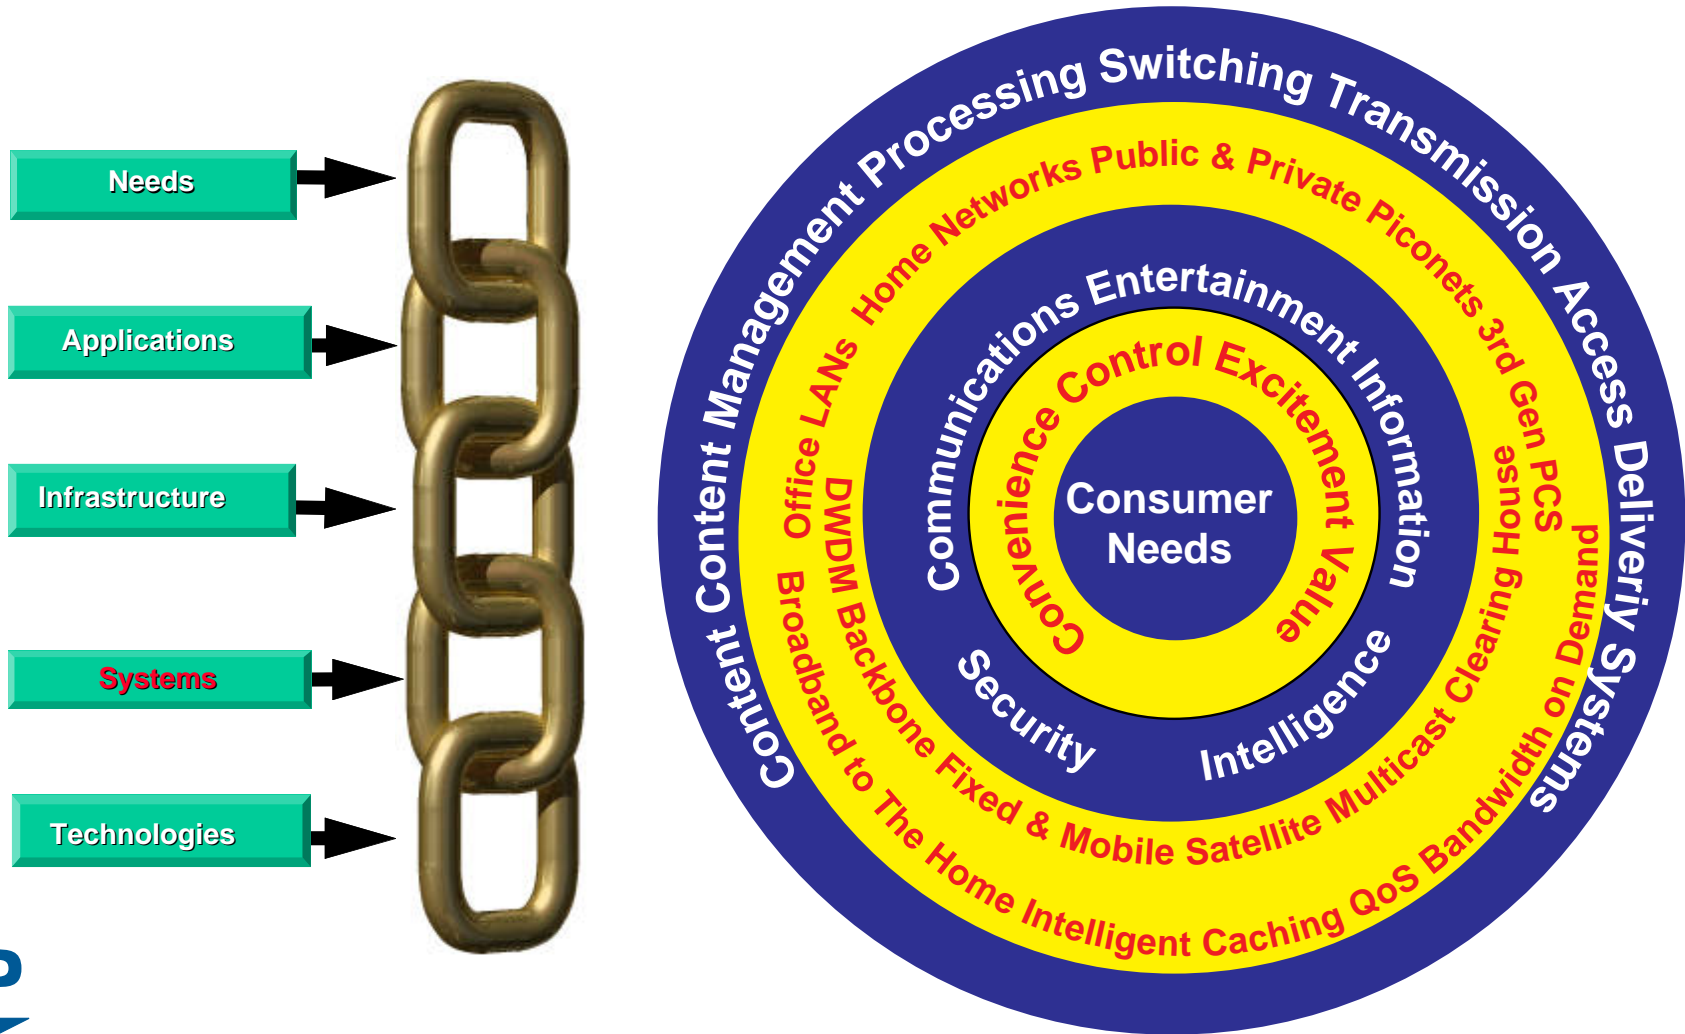 Needs
Applications
Infrastructure
Systems
Technologies
Content Content Management Processing Switching Transmission Access Delivery Systems
Office LANs Home Networks Public & Private Piconets 3rd Gen PCS
DWDM Backbone Fixed & Mobile Satellite Multicast Clearing House
Broadband to The Home Intelligent Caching QoS Bandwidth on Demand
Communications Entertainment Information
Security Intelligence
Convenience Control Excitement Value
Consumer
Needs